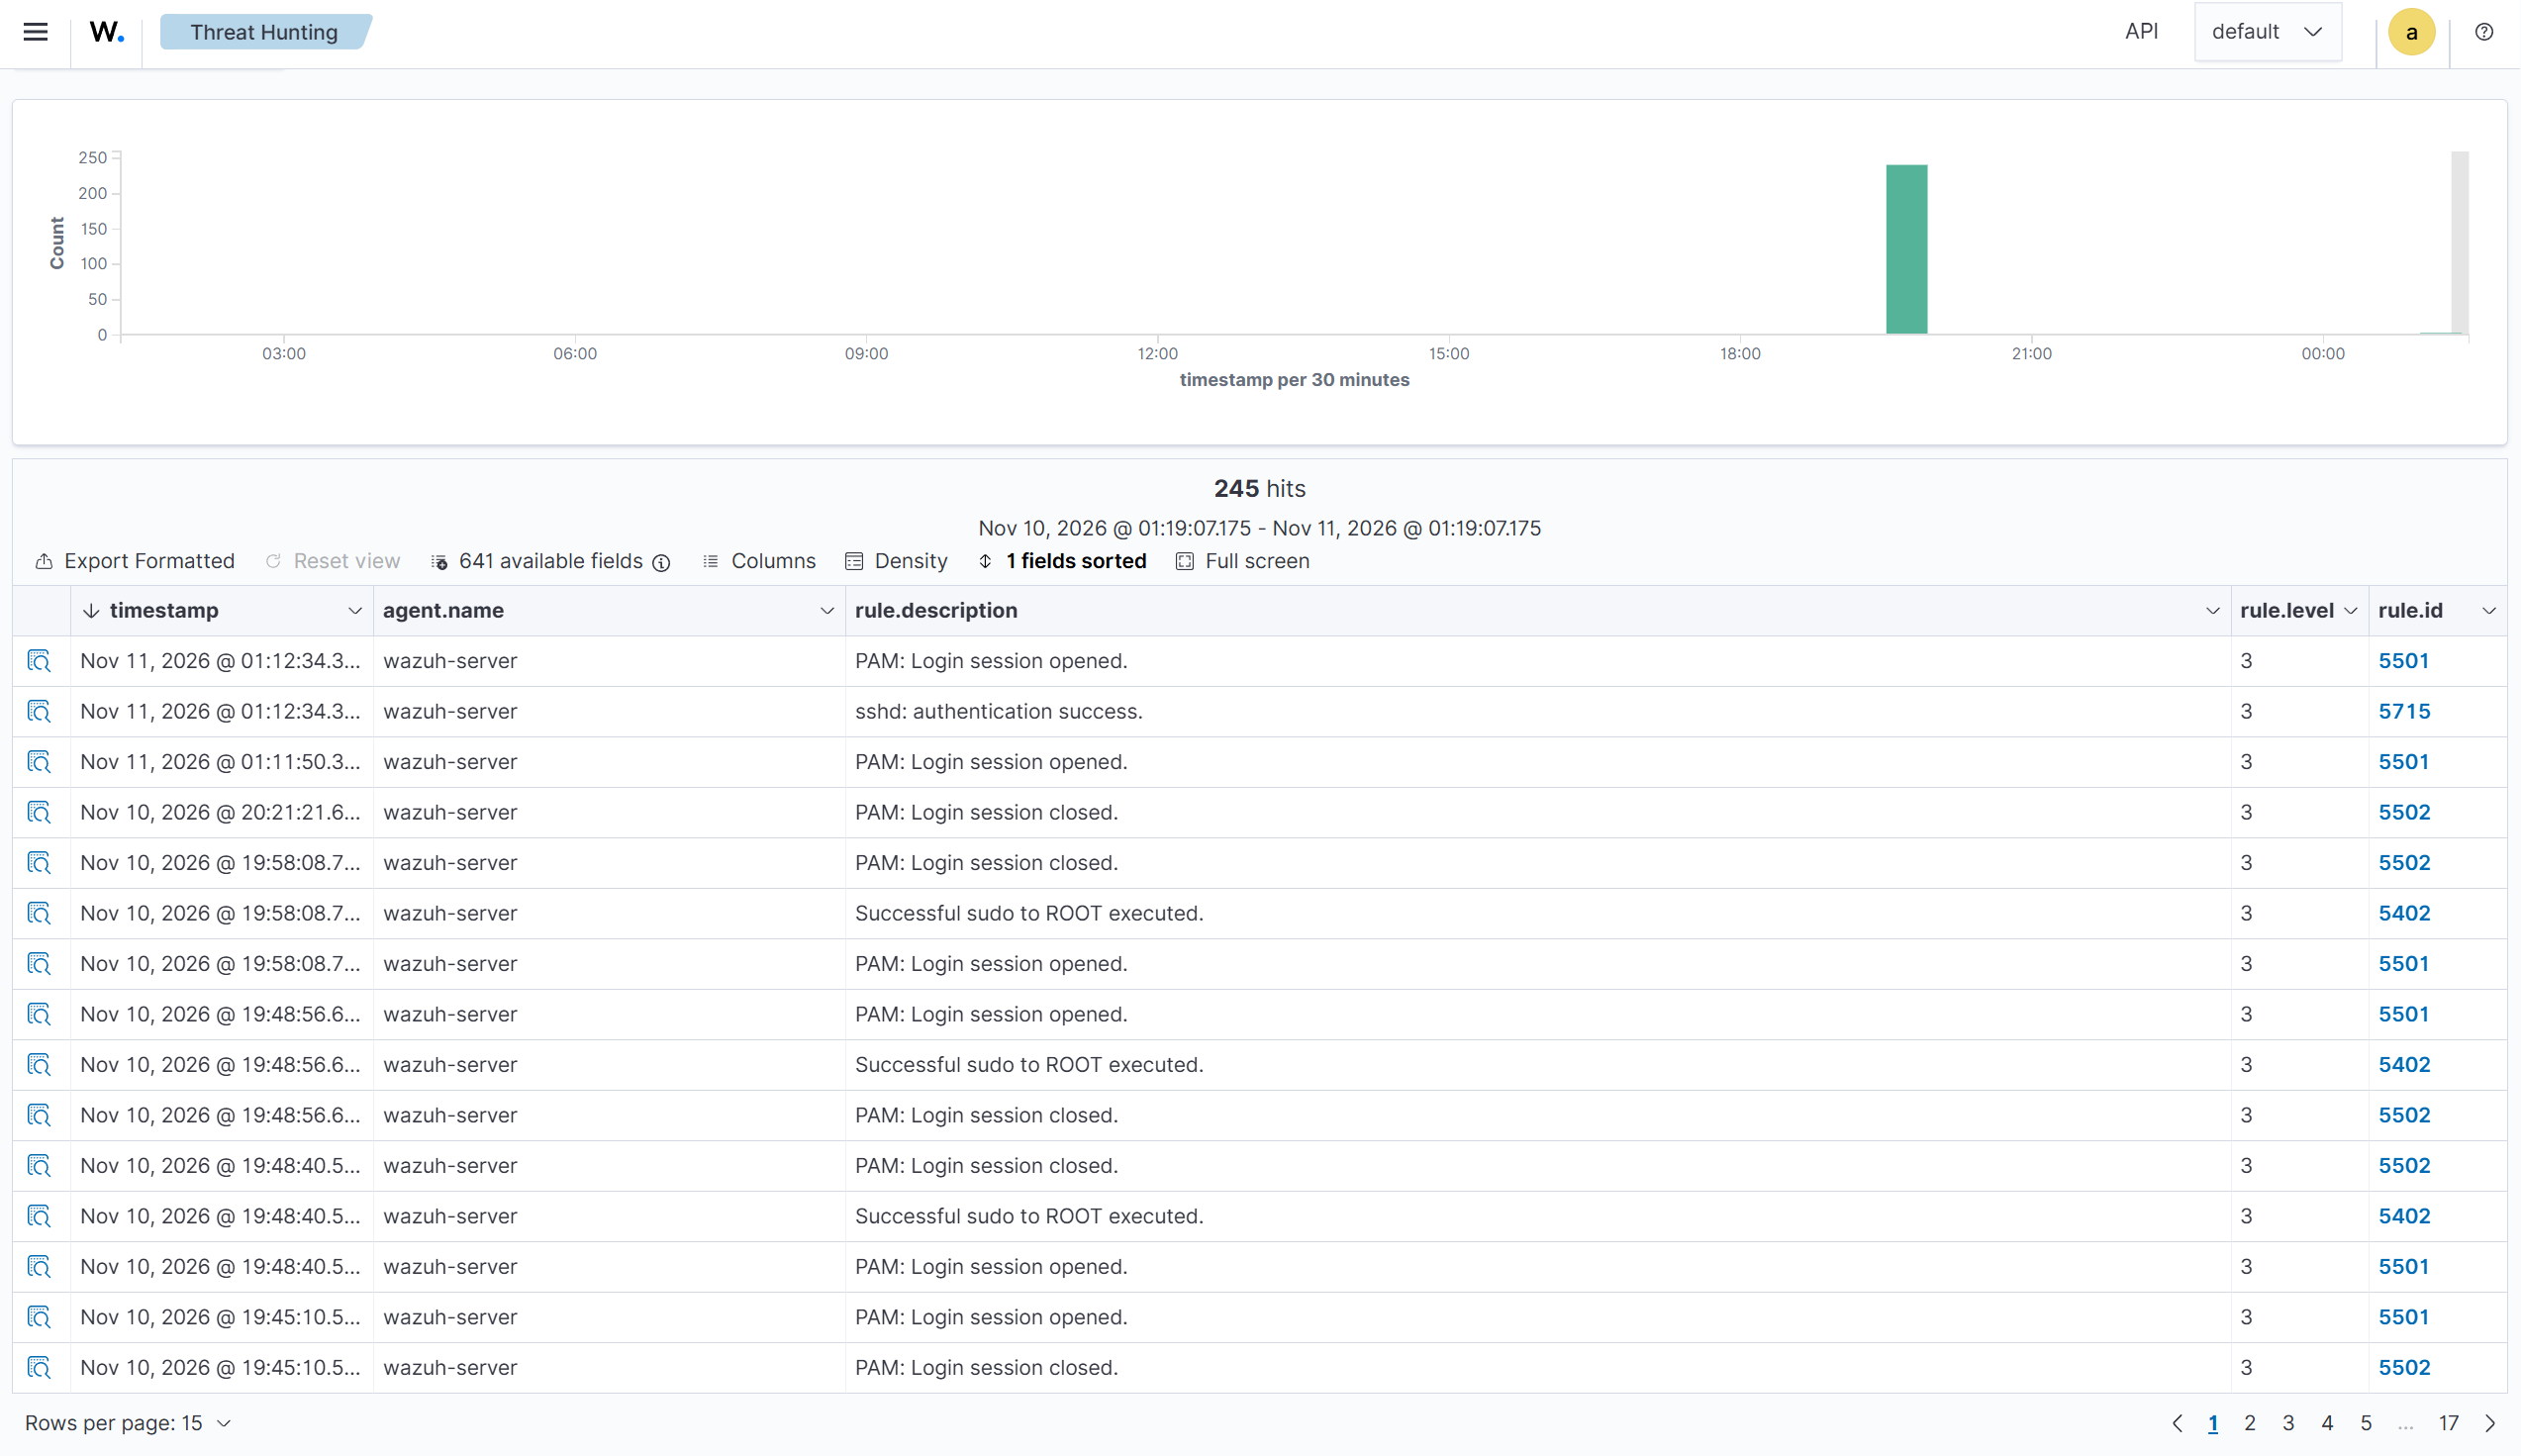 W. Threat Hunting API default a
250
200
150
100
50
0
Count
03:00 06:00 09:00 12:00 15:00 18:00 21:00 00:00
timestamp per 30 minutes
245 hits
Nov 10, 2026 @ 01:19:07.175 - Nov 11, 2026 @ 01:19:07.175
Export Formatted Reset view 641 available fields Columns Density 1 fields sorted Full screen
timestamp agent.name rule.description rule.level rule.id
Nov 11, 2026 @ 01:12:34.3... wazuh-server PAM: Login session opened. 3 5501
Nov 11, 2026 @ 01:12:34.3... wazuh-server sshd: authentication success. 3 5715
Nov 11, 2026 @ 01:11:50.3... wazuh-server PAM: Login session opened. 3 5501
Nov 10, 2026 @ 20:21:21.6... wazuh-server PAM: Login session closed. 3 5502
Nov 10, 2026 @ 19:58:08.7... wazuh-server PAM: Login session closed. 3 5502
Nov 10, 2026 @ 19:58:08.7... wazuh-server Successful sudo to ROOT executed. 3 5402
Nov 10, 2026 @ 19:58:08.7... wazuh-server PAM: Login session opened. 3 5501
Nov 10, 2026 @ 19:48:56.6... wazuh-server PAM: Login session opened. 3 5501
Nov 10, 2026 @ 19:48:56.6... wazuh-server Successful sudo to ROOT executed. 3 5402
Nov 10, 2026 @ 19:48:56.6... wazuh-server PAM: Login session closed. 3 5502
Nov 10, 2026 @ 19:48:40.5... wazuh-server PAM: Login session closed. 3 5502
Nov 10, 2026 @ 19:48:40.5... wazuh-server Successful sudo to ROOT executed. 3 5402
Nov 10, 2026 @ 19:48:40.5... wazuh-server PAM: Login session opened. 3 5501
Nov 10, 2026 @ 19:45:10.5... wazuh-server PAM: Login session opened. 3 5501
Nov 10, 2026 @ 19:45:10.5... wazuh-server PAM: Login session closed. 3 5502
Rows per page: 15 1 2 3 4 5 ... 17